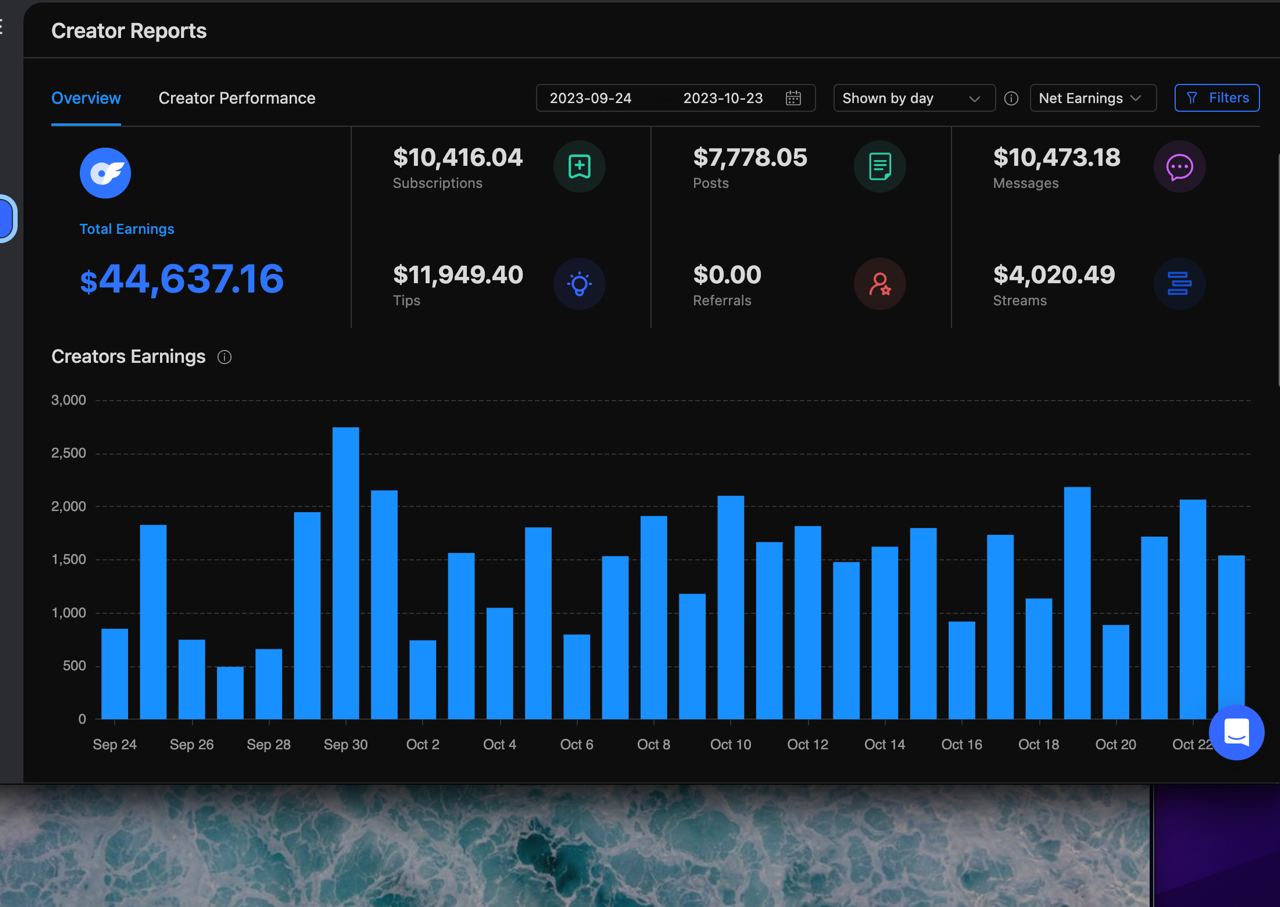 Creator Reports
Overview
Creator Performance
2023-09-24
2023-10-23
Shown by day
Net Earnings
Filters
Total Earnings
$44,637.16
$10,416.04
Subscriptions
$7,778.05
Posts
$10,473.18
Messages
$11,949.40
Tips
$0.00
Referrals
$4,020.49
Streams
Creators Earnings
3,000
2,500
2,000
1,500
1,000
500
0
Sep 24 Sep 26 Sep 28 Sep 30 Oct 2 Oct 4 Oct 6 Oct 8 Oct 10 Oct 12 Oct 14 Oct 16 Oct 18 Oct 20 Oct 22